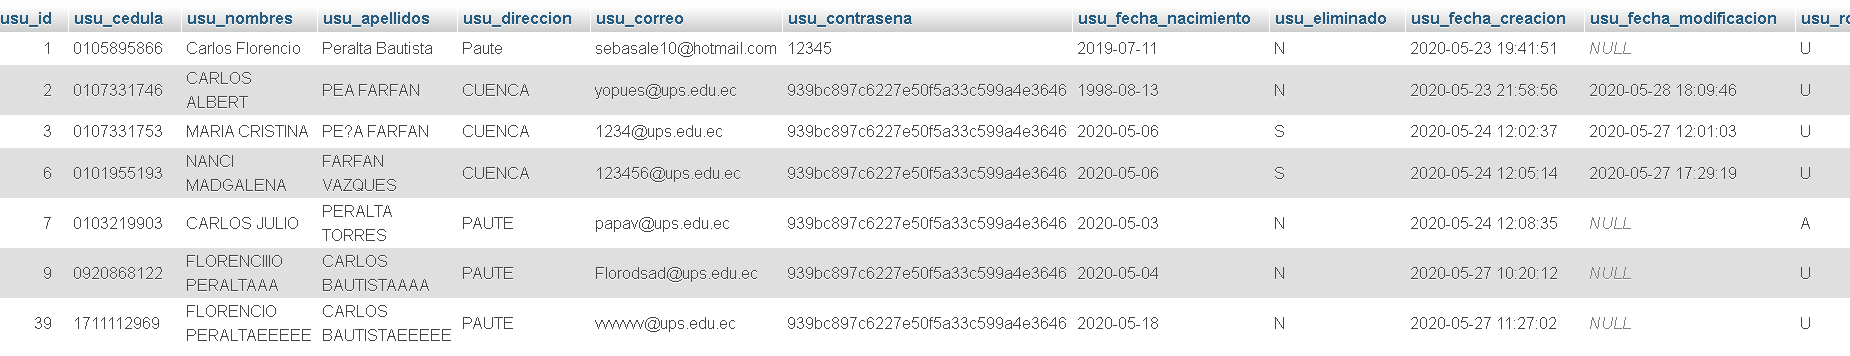 usu_id usu_cedula usu_nombres usu_apellidos usu_direccion usu_correo usu_contrasena usu_fecha_nacimiento usu_eliminado usu_fecha_creacion usu_fecha_modificacion
1 0105895866 Carlos Florencio Peralta Bautista Paute sebasale10@hotmail.com 12345 2019-07-11 N 2020-05-23 19:41:51 NULL U
2 0107331746 CARLOS ALBERT PEA FARFAN CUENCA yopues@ups.edu.ec 939bc897c6227e50f5a33c599a4e3646 1998-08-13 N 2020-05-23 21:58:56 2020-05-28 18:09:46 U
3 0107331753 MARIA CRISTINA PE?A FARFAN CUENCA 1234@ups.edu.ec 939bc897c6227e50f5a33c599a4e3646 2020-05-06 S 2020-05-24 12:02:37 2020-05-27 12:01:03 U
6 0101955193 NANCI MADGALENA FARFAN VAZQUES CUENCA 123456@ups.edu.ec 939bc897c6227e50f5a33c599a4e3646 2020-05-06 S 2020-05-24 12:05:14 2020-05-27 17:29:19 U
7 0103219903 CARLOS JULIO PERALTA TORRES PAUTE papav@ups.edu.ec 939bc897c6227e50f5a33c599a4e3646 2020-05-03 N 2020-05-24 12:08:35 NULL A
9 0920868122 FLORENCIIIO PERALTAAA CARLOS BAUTISTAAAA PAUTE Florodsad@ups.edu.ec 939bc897c6227e50f5a33c599a4e3646 2020-05-04 N 2020-05-27 10:20:12 NULL U
39 1711112969 FLORENCIO PERALTAEEEEE CARLOS BAUTISTAEEEEE PAUTE 939bc897c6227e50f5a33c599a4e3646 2020-05-18 N 2020-05-27 11:27:02 NULL U